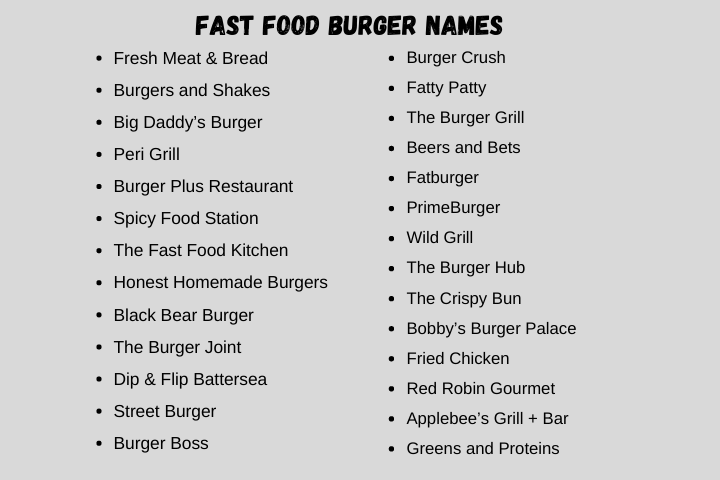 FAST FOOD BURGER NAMES
• Fresh Meat & Bread
• Burgers and Shakes
• Big Daddy’s Burger
• Peri Grill
• Burger Plus Restaurant
• Spicy Food Station
• The Fast Food Kitchen
• Honest Homemade Burgers
• Black Bear Burger
• The Burger Joint
• Dip & Flip Battersea
• Street Burger
• Burger Boss
• Burger Crush
• Fatty Patty
• The Burger Grill
• Beers and Bets
• Fatburger
• PrimeBurger
• Wild Grill
• The Burger Hub
• The Crispy Bun
• Bobby’s Burger Palace
• Fried Chicken
• Red Robin Gourmet
• Applebee’s Grill + Bar
• Greens and Proteins